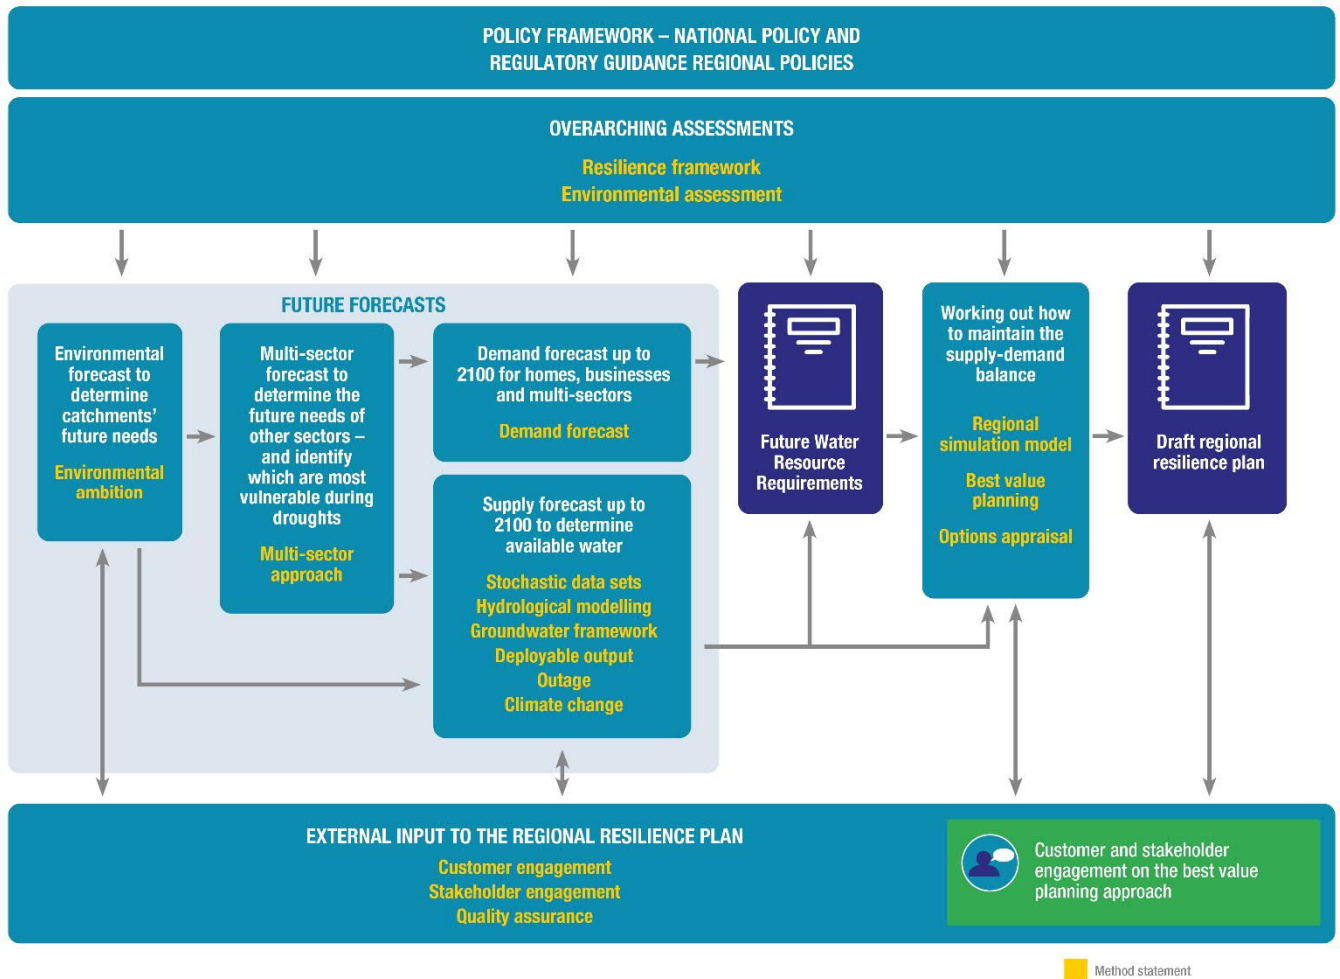 POLICY FRAMEWORK – NATIONAL POLICY AND
REGULATORY GUIDANCE REGIONAL POLICIES
OVERARCHING ASSESSMENTS
Resilience framework
Environmental assessment
FUTURE FORECASTS
Environmental
forecast to
determine
catchments’
future needs
Environmental
ambition
Multi-sector
forecast to
determine the
future needs of
other sectors –
and identify
which are most
vulnerable during
droughts
Multi-sector
approach
Demand forecast up to
2100 for homes, businesses
and multi-sectors
Demand forecast
Supply forecast up to
2100 to determine
available water
Stochastic data sets
Hydrological modelling
Groundwater framework
Deployable output
Outage
Climate change
Future Water
Resource
Requirements
Working out how
to maintain the
supply-demand
balance
Regional
simulation model
Best value
planning
Options appraisal
Draft regional
resilience plan
EXTERNAL INPUT TO THE REGIONAL RESILIENCE PLAN
Customer engagement
Stakeholder engagement
Quality assurance
Customer and stakeholder
engagement on the best value
planning approach
Method statement